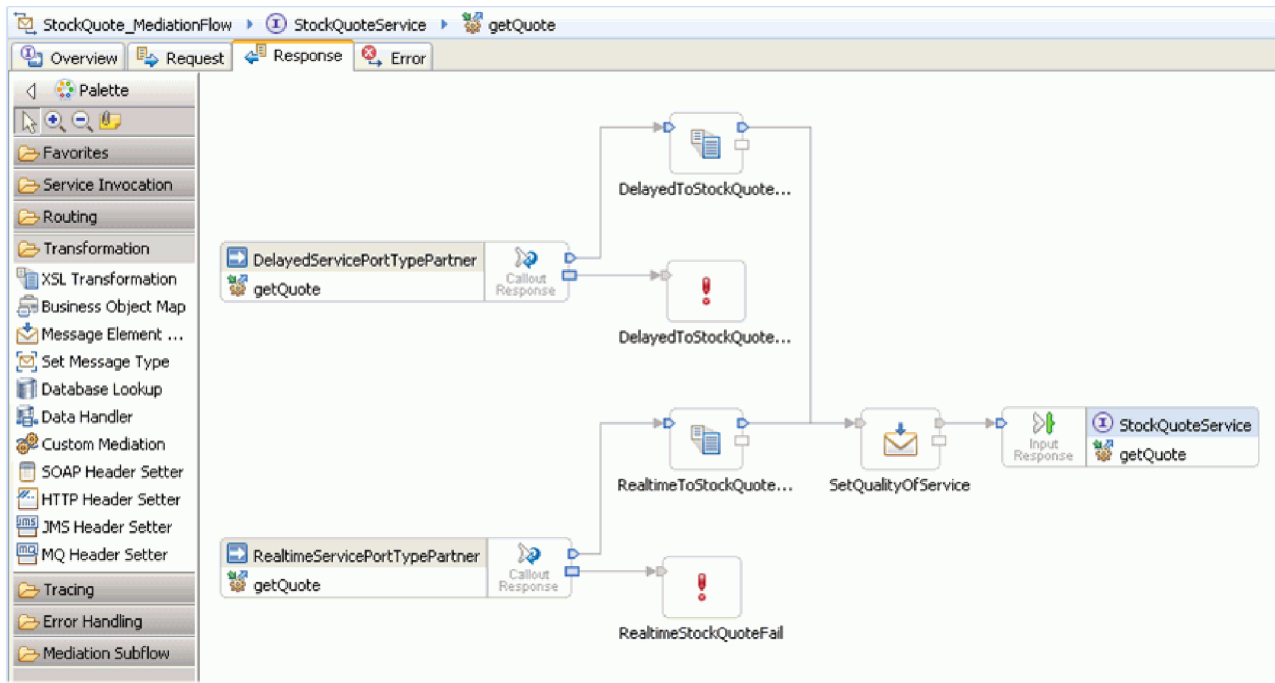 StockQuote_MediationFlow StockQuoteService getQuote
Overview Request Response Error
Palette
Favorites
Service Invocation
Routing
Transformation
XSL Transformation
Business Object Map
Message Element ...
Set Message Type
Database Lookup
Data Handler
Custom Mediation
SOAP Header Setter
HTTP Header Setter
JMS Header Setter
MQ Header Setter
Tracing
Error Handling
Mediation Subflow
DelayedToStockQuote...
DelayedServicePortTypePartner
getQuote
Callout
Response
DelayedToStockQuote...
RealtimeToStockQuote...
SetQualityOfService
Input
Response
StockQuoteService
getQuote
RealtimeServicePortTypePartner
getQuote
Callout
Response
RealtimeStockQuoteFail